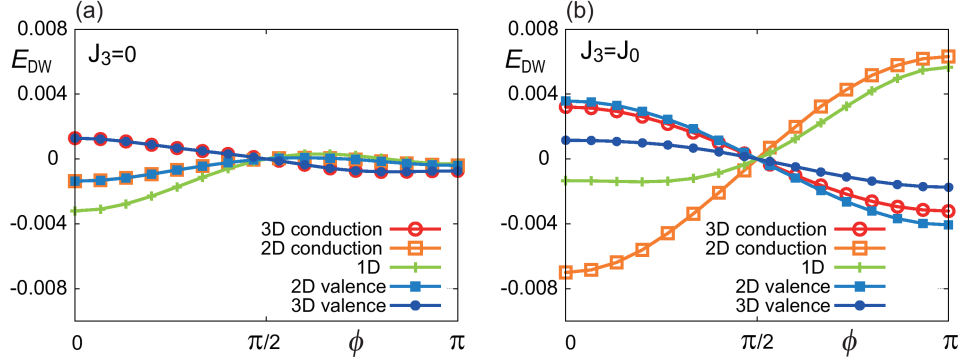 (a)
0.008
E_DW
J_3=0
0.004
0
-0.004
-0.008
3D conduction
2D conduction
1D
2D valence
3D valence
0
π/2
ϕ
π
(b)
0.008
E_DW
J_3=J_0
0.004
0
-0.004
-0.008
3D conduction
2D conduction
1D
2D valence
3D valence
0
π/2
ϕ
π